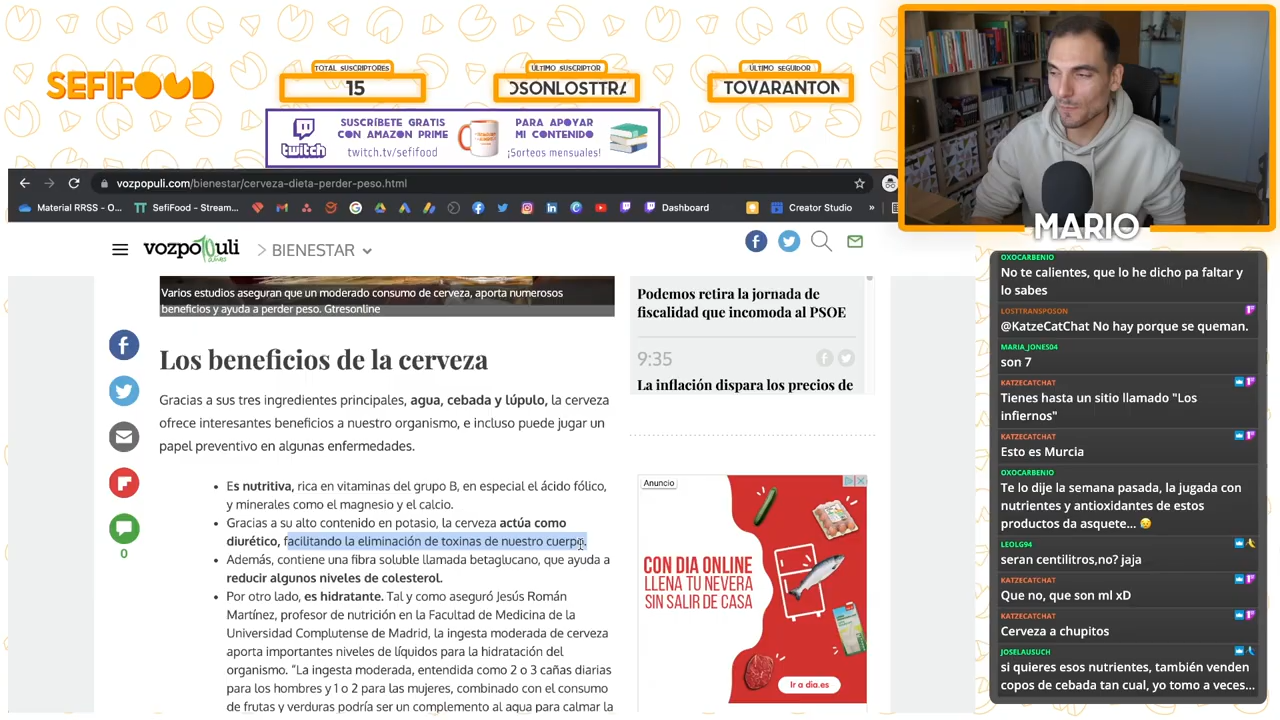 SEFIFOOD
TOTAL SUSCRIPTORES
15
ÚLTIMO SUSCRIPTOR
OSONLOSTTRA
ÚLTIMO SEGUIDOR
TOVARANTON
SUSCRÍBETE GRATIS
CON AMAZON PRIME
twitch.tv/sefifood
twitch
PARA APOYAR
MI CONTENIDO
¡Sorteos mensuales!
vozpopuli.com/bienestar/cerveza-dieta-perder-peso.html
Material RRSS - O...
SefiFood - Stream...
Dashboard
Creator Studio
»
vozpópuli
10 años
BIENESTAR
Varios estudios aseguran que un moderado consumo de cerveza, aporta numerosos
beneficios y ayuda a perder peso. Gtresonline
Los beneficios de la cerveza
Gracias a sus tres ingredientes principales, agua, cebada y lúpulo, la cerveza
ofrece interesantes beneficios a nuestro organismo, e incluso puede jugar un
papel preventivo en algunas enfermedades.
0
• Es nutritiva, rica en vitaminas del grupo B, en especial el ácido fólico,
y minerales como el magnesio y el calcio.
• Gracias a su alto contenido en potasio, la cerveza actúa como
diurético, facilitando la eliminación de toxinas de nuestro cuerpo.
• Además, contiene una fibra soluble llamada betaglucano, que ayuda a
reducir algunos niveles de colesterol.
• Por otro lado, es hidratante. Tal y como aseguró Jesús Román
Martínez, profesor de nutrición en la Facultad de Medicina de la
Universidad Complutense de Madrid, la ingesta moderada de cerveza
aporta importantes niveles de líquidos para la hidratación del
organismo. “La ingesta moderada, entendida como 2 o 3 cañas diarias
para los hombres y 1 o 2 para las mujeres, combinado con el consumo
de frutas y verduras podría ser un complemento al agua para calmar la
Podemos retira la jornada de
fiscalidad que incomoda al PSOE
9:35
La inflación dispara los precios de
Anuncio
CON DIA ONLINE
LLENA TU NEVERA
SIN SALIR DE CASA
Ir a dia.es
MARIO
OXOCARBENIO
No te calientes, que lo he dicho pa faltar y
lo sabes
LOSTTRANSPOSON
@KatzeCatChat No hay porque se queman.
MARIA_JONES04
son 7
KATZECATCHAT
Tienes hasta un sitio llamado "Los
infiernos"
KATZECATCHAT
Esto es Murcia
OXOCARBENIO
Te lo dije la semana pasada, la jugada con
nutrientes y antioxidantes de estos
productos da asquete... 😥
LEOLG94
seran centilitros,no? jaja
KATZECATCHAT
Que no, que son ml xD
KATZECATCHAT
Cerveza a chupitos
JOSELAUSUCH
si quieres esos nutrientes, también venden
copos de cebada tan cual, yo tomo a veces...